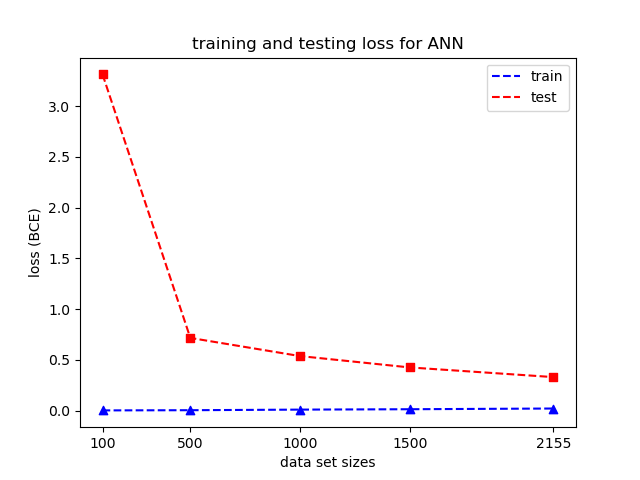 training and testing loss for ANN
train
test
3.0
2.5
2.0
1.5
1.0
0.5
0.0
loss (BCE)
100 500 1000 1500 2155
data set sizes